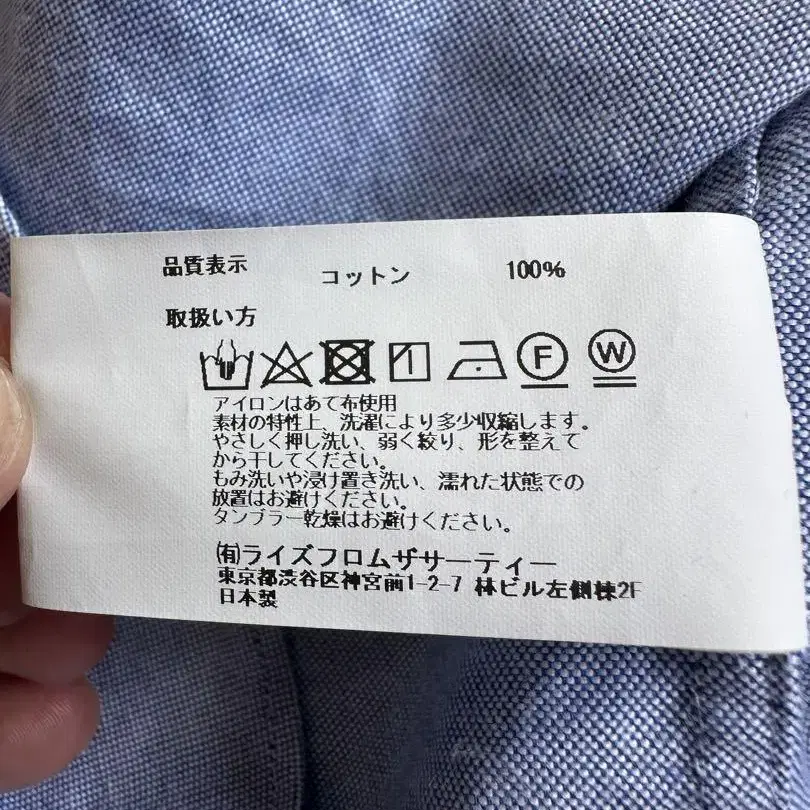 品質表示 コットン 100%
取扱い方
F W
アイロンはあて布使用
素材の特性上、洗濯により多少収縮します。
やさしく押し洗い、弱く絞り、形を整えて
から干してください。
もみ洗いや浸け置き洗い、濡れた状態での
放置はお避けください。
タンブラー乾燥はお避けください。
㈲ライズフロムザサーティー
東京都渋谷区神宮前1-2-7 林ビル左側棟2F
日本製